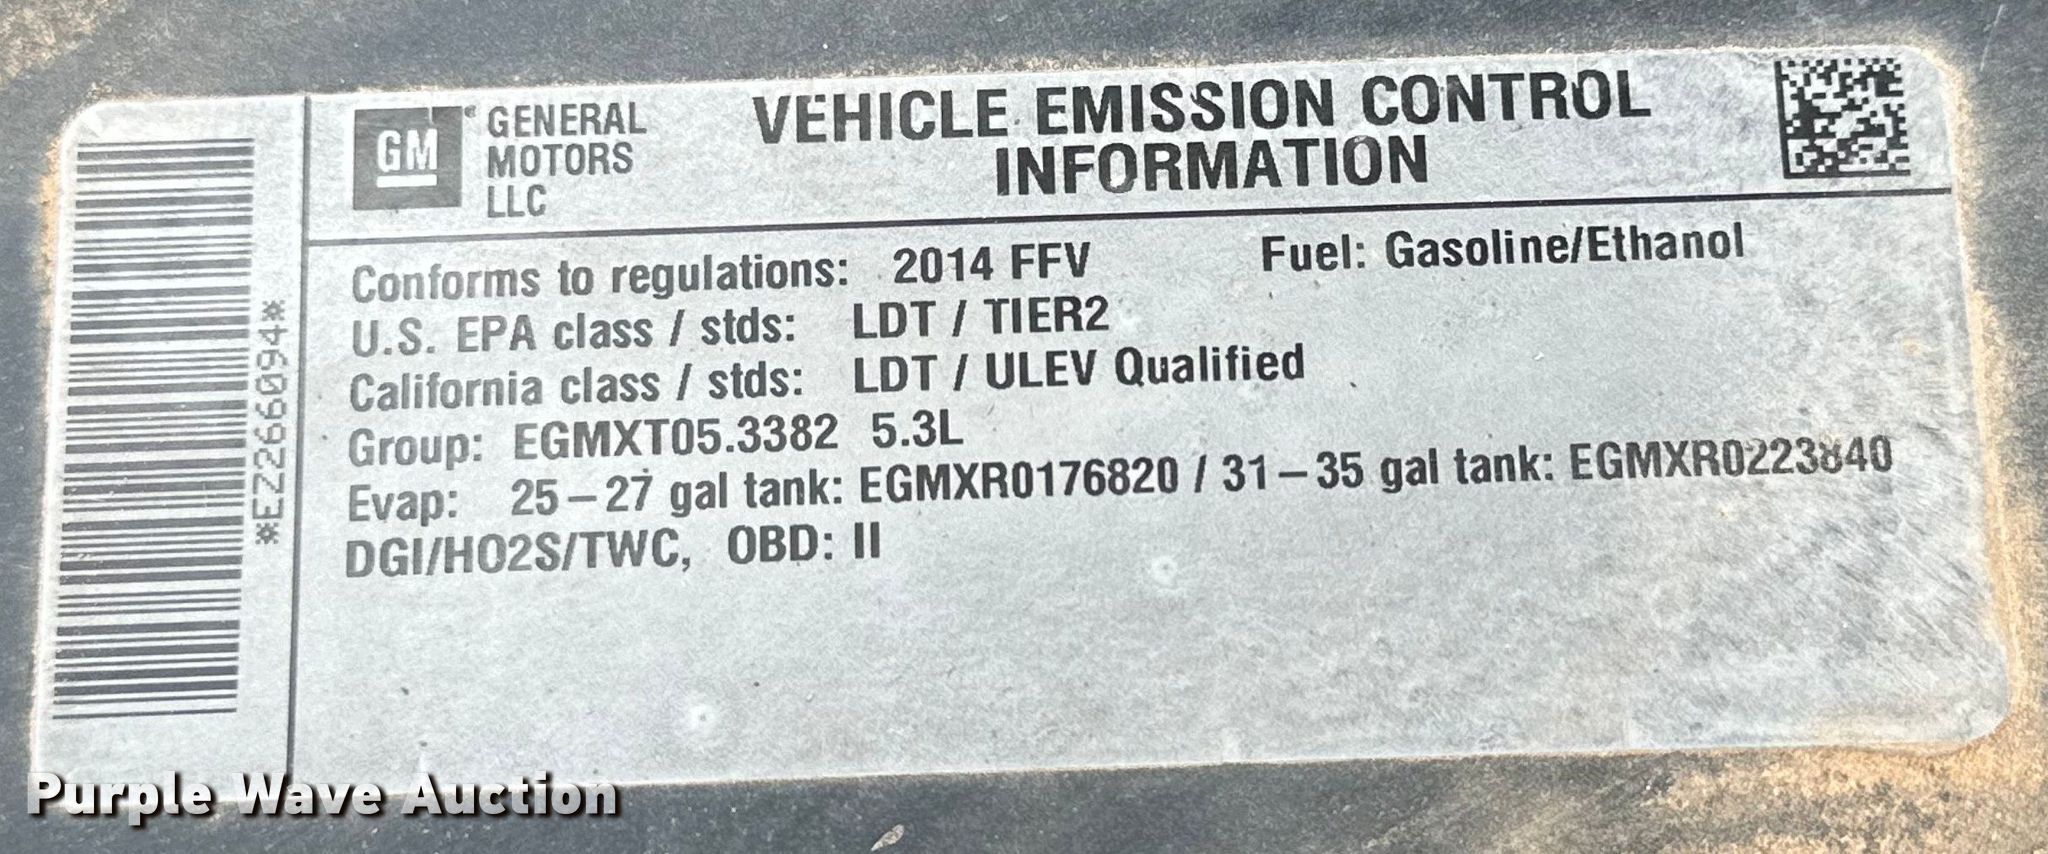 GM
GENERAL
MOTORS
LLC
VEHICLE EMISSION CONTROL
INFORMATION
Conforms to regulations: 2014 FFV Fuel: Gasoline/Ethanol
U.S. EPA class / stds: LDT / TIER2
California class / stds: LDT / ULEV Qualified
Group: EGMXT05.3382 5.3L
Evap: 25–27 gal tank: EGMXR0176820 / 31–35 gal tank: EGMXR0223840
DGI/HO2S/TWC, OBD: II
*EZ266094*
Purple Wave Auction